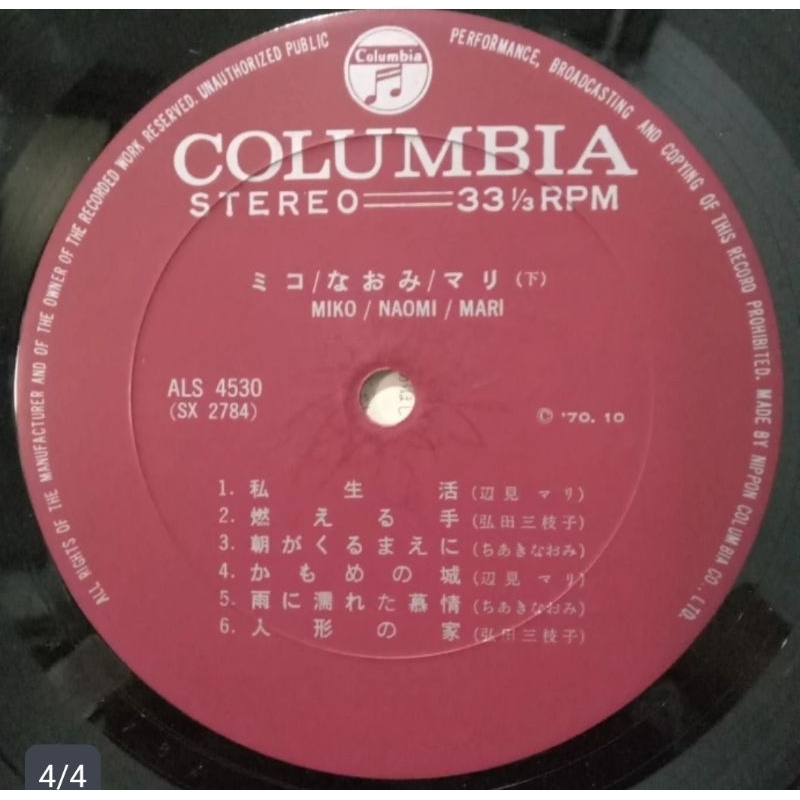 Columbia
ALL RIGHTS OF THE MANUFACTURER AND OF THE OWNER OF THE RECORDED WORK RESERVED. UNAUTHORIZED PUBLIC PERFORMANCE, BROADCASTING AND COPYING OF THIS RECORD PROHIBITED. MADE BY NIPPON COLUMBIA CO., LTD.
COLUMBIA
STEREO 33 1/3 RPM
ミコ/なおみ/マリ (下)
MIKO / NAOMI / MARI
ALS 4530
(SX 2784)
© '70. 10
1. 私生活 (辺見マリ)
2. 燃える手 (弘田三枝子)
3. 朝がくるまえに (ちあきなおみ)
4. かもめの城 (辺見マリ)
5. 雨に濡れた慕情 (ちあきなおみ)
6. 人形の家 (弘田三枝子)
4/4